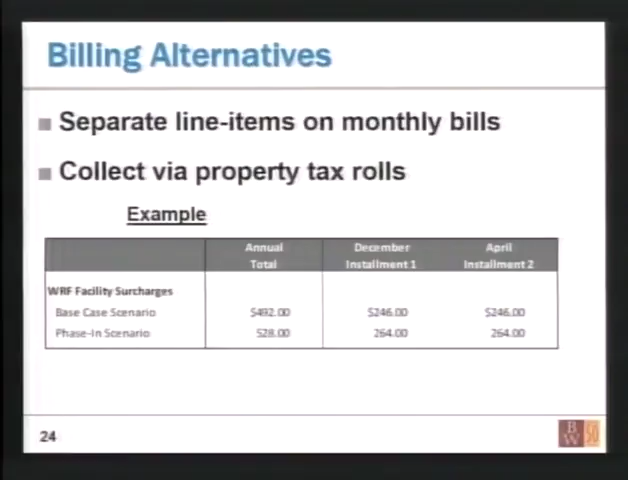 Billing Alternatives
Separate line-items on monthly bills
Collect via property tax rolls
Example
Annual Total December Installment 1 April Installment 2
WRF Facility Surcharges
Base Case Scenario $492.00 $246.00 $246.00
Phase-In Scenario 528.00 264.00 264.00
24
BW
50